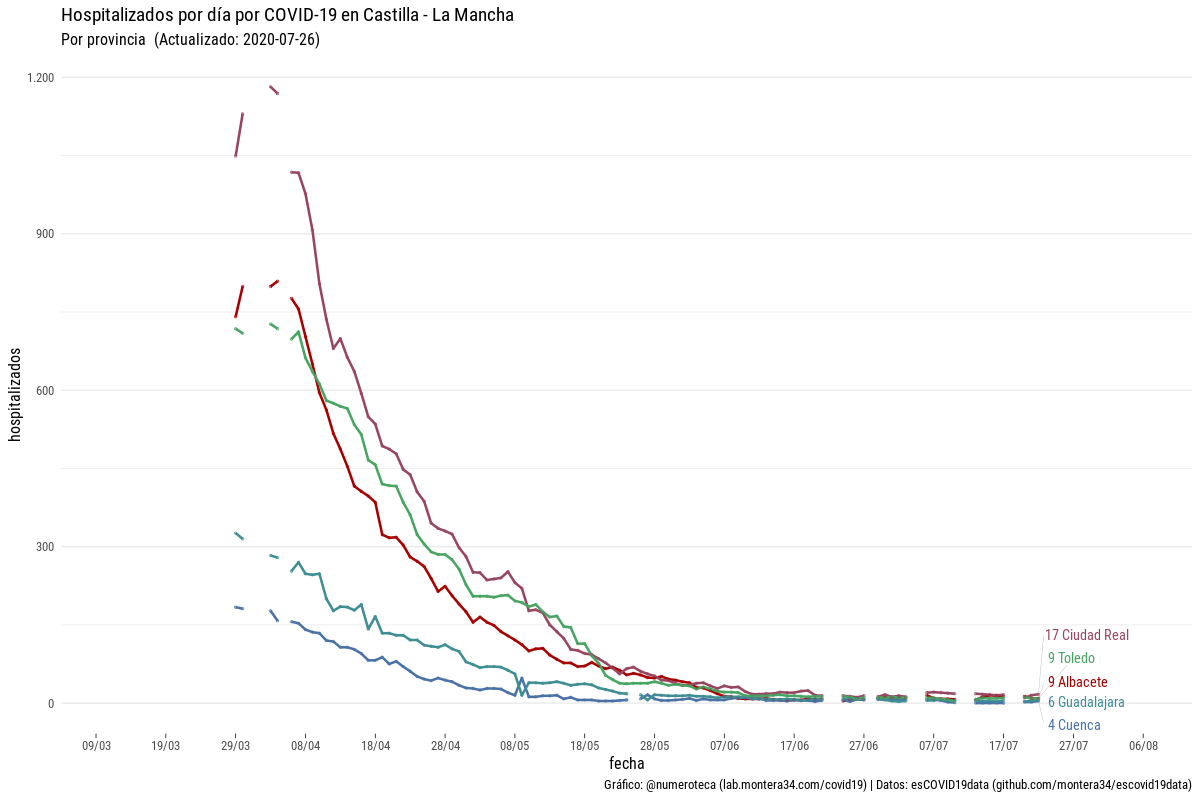 Hospitalizados por día por COVID-19 en Castilla - La Mancha
Por provincia  (Actualizado: 2020-07-26)
hospitalizados
1.200
900
600
300
0
17 Ciudad Real
9 Toledo
9 Albacete
6 Guadalajara
4 Cuenca
09/03 19/03 29/03 08/04 18/04 28/04 08/05 18/05 28/05 07/06 17/06 27/06 07/07 17/07 27/07 06/08
fecha
Gráfico: @numeroteca (lab.montera34.com/covid19) | Datos: esCOVID19data (github.com/montera34/escovid19data)